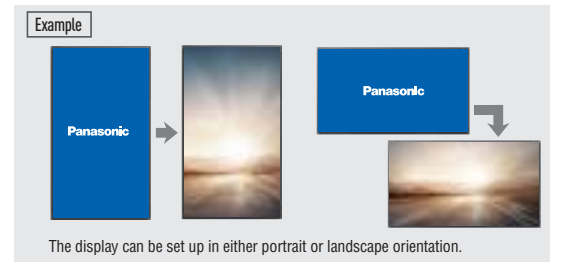 Example
Panasonic
Panasonic
The display can be set up in either portrait or landscape orientation.